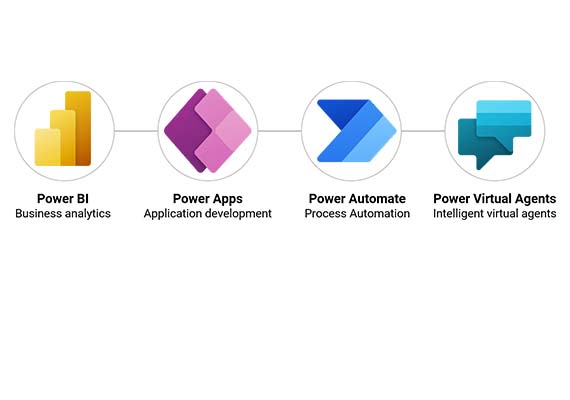 Power BI
Business analytics
Power Apps
Application development
Power Automate
Process Automation
Power Virtual Agents
Intelligent virtual agents